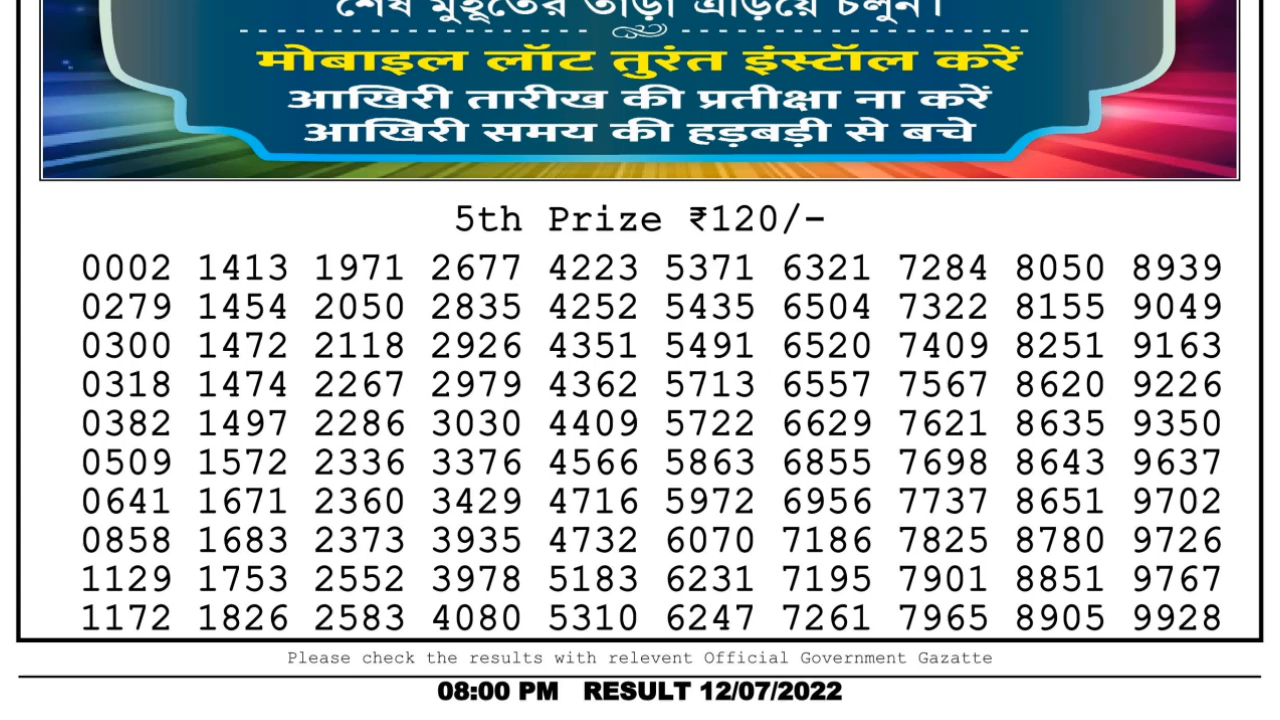 শেষ মুহূর্তের তাড়া এড়িয়ে চলুন।
मोबाइल लॉट तुरंत इंस्टॉल करें
आखिरी तारीख की प्रतीक्षा ना करें
आखिरी समय की हड़बड़ी से बचे
5th Prize ₹120/-
0002 1413 1971 2677 4223 5371 6321 7284 8050 8939
0279 1454 2050 2835 4252 5435 6504 7322 8155 9049
0300 1472 2118 2926 4351 5491 6520 7409 8251 9163
0318 1474 2267 2979 4362 5713 6557 7567 8620 9226
0382 1497 2286 3030 4409 5722 6629 7621 8635 9350
0509 1572 2336 3376 4566 5863 6855 7698 8643 9637
0641 1671 2360 3429 4716 5972 6956 7737 8651 9702
0858 1683 2373 3935 4732 6070 7186 7825 8780 9726
1129 1753 2552 3978 5183 6231 7195 7901 8851 9767
1172 1826 2583 4080 5310 6247 7261 7965 8905 9928
Please check the results with relevent Official Government Gazatte
08:00 PM RESULT 12/07/2022